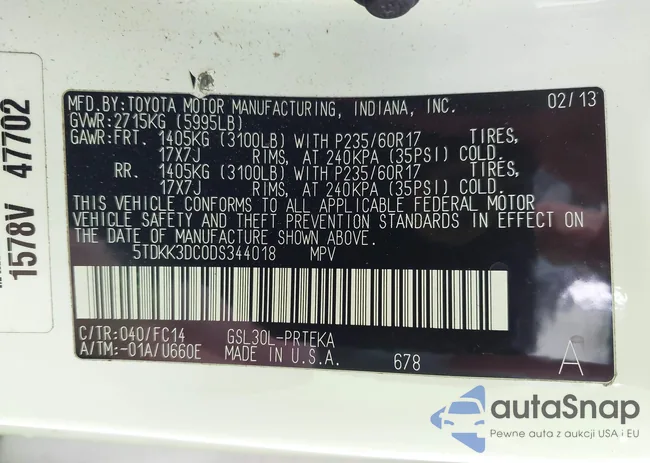 MFD.BY:TOYOTA MOTOR MANUFACTURING, INDIANA, INC. 02/13
GVWR:2715KG (5995LB)
GAWR:FRT. 1405KG (3100LB) WITH P235/60R17 TIRES,
17X7J RIMS, AT 240KPA (35PSI) COLD.
RR. 1405KG (3100LB) WITH P235/60R17 TIRES,
17X7J RIMS, AT 240KPA (35PSI) COLD.
THIS VEHICLE CONFORMS TO ALL APPLICABLE FEDERAL MOTOR
VEHICLE SAFETY AND THEFT PREVENTION STANDARDS IN EFFECT ON
THE DATE OF MANUFACTURE SHOWN ABOVE.
5TDKK3DC0DS344018 MPV
C/TR:040/FC14 GSL30L-PRTEKA
A/TM:-01A/U660E MADE IN U.S.A. 678 A
1578V 47702
autaSnap
Pewne auta z aukcji USA i EU